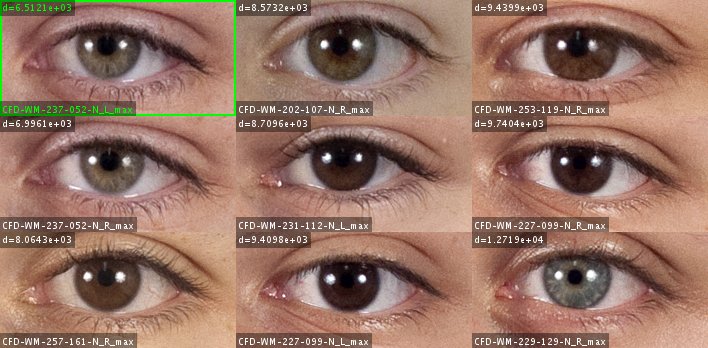 d=6.5121e+03
CFD-WM-237-052-N_L_max
d=8.5732e+03
CFD-WM-202-107-N_R_max
d=9.4399e+03
CFD-WM-253-119-N_R_max
d=6.9961e+03
CFD-WM-237-052-N_R_max
d=8.7096e+03
CFD-WM-231-112-N_L_max
d=9.7404e+03
CFD-WM-227-099-N_R_max
d=8.0643e+03
CFD-WM-257-161-N_R_max
d=9.4098e+03
CFD-WM-227-099-N_L_max
d=1.2719e+04
CFD-WM-229-129-N_R_max